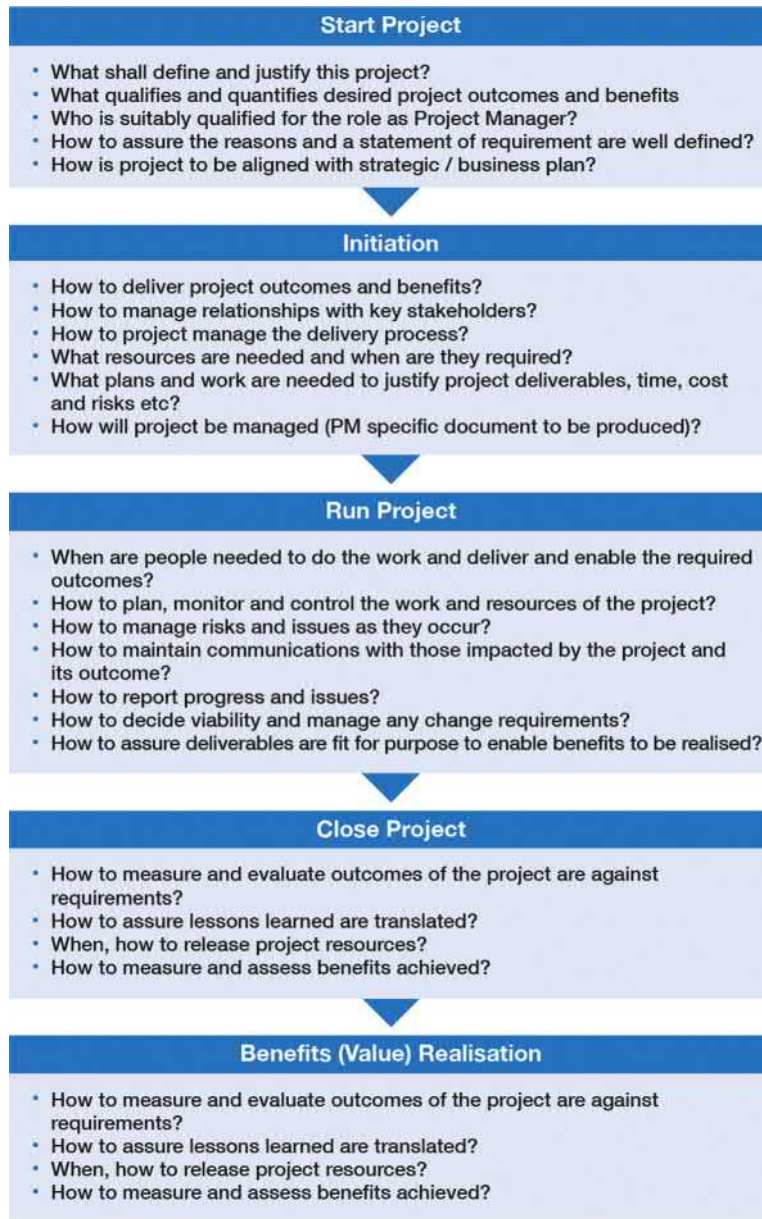 Start Project
• What shall define and justify this project?
• What qualifies and quantifies desired project outcomes and benefits
• Who is suitably qualified for the role as Project Manager?
• How to assure the reasons and a statement of requirement are well defined?
• How is project to be aligned with strategic / business plan?
Initiation
• How to deliver project outcomes and benefits?
• How to manage relationships with key stakeholders?
• How to project manage the delivery process?
• What resources are needed and when are they required?
• What plans and work are needed to justify project deliverables, time, cost
and risks etc?
• How will project be managed (PM specific document to be produced)?
Run Project
• When are people needed to do the work and deliver and enable the required
outcomes?
• How to plan, monitor and control the work and resources of the project?
• How to manage risks and issues as they occur?
• How to maintain communications with those impacted by the project and
its outcome?
• How to report progress and issues?
• How to decide viability and manage any change requirements?
• How to assure deliverables are fit for purpose to enable benefits to be realised?
Close Project
• How to measure and evaluate outcomes of the project are against
requirements?
• How to assure lessons learned are translated?
• When, how to release project resources?
• How to measure and assess benefits achieved?
Benefits (Value) Realisation
• How to measure and evaluate outcomes of the project are against
requirements?
• How to assure lessons learned are translated?
• When, how to release project resources?
• How to measure and assess benefits achieved?